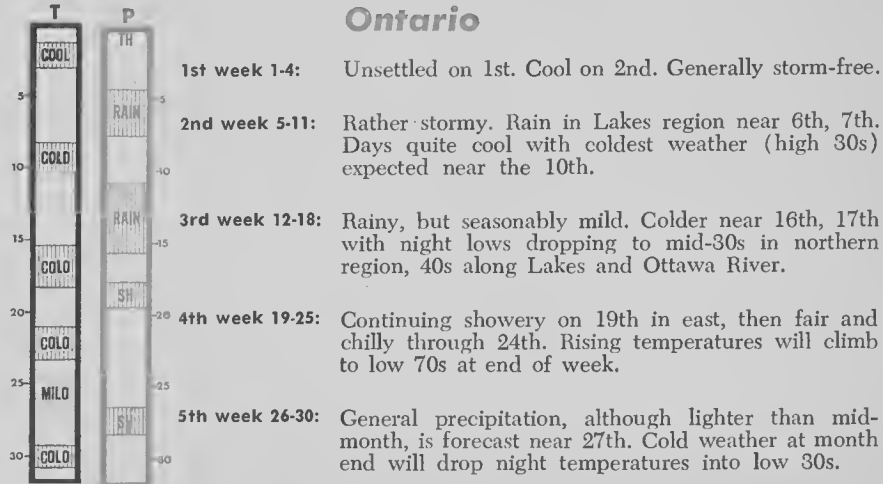 T P
Ontario
TH
COOL
1st week 1-4: Unsettled on 1st. Cool on 2nd. Generally storm-free.
5 5
RAIN
2nd week 5-11: Rather stormy. Rain in Lakes region near 6th, 7th.
Days quite cool with coldest weather (high 30s)
expected near the 10th.
COLD
10 10
RAIN
3rd week 12-18: Rainy, but seasonably mild. Colder near 16th, 17th
with night lows dropping to mid-30s in northern
region, 40s along Lakes and Ottawa River.
15 15
COLD
SH
20 20
4th week 19-25: Continuing showery on 19th in east, then fair and
chilly through 24th. Rising temperatures will climb
to low 70s at end of week.
COLD
25 25
MILD
5th week 26-30: General precipitation, although lighter than mid-
month, is forecast near 27th. Cold weather at month
end will drop night temperatures into low 30s.
30 30
COLD